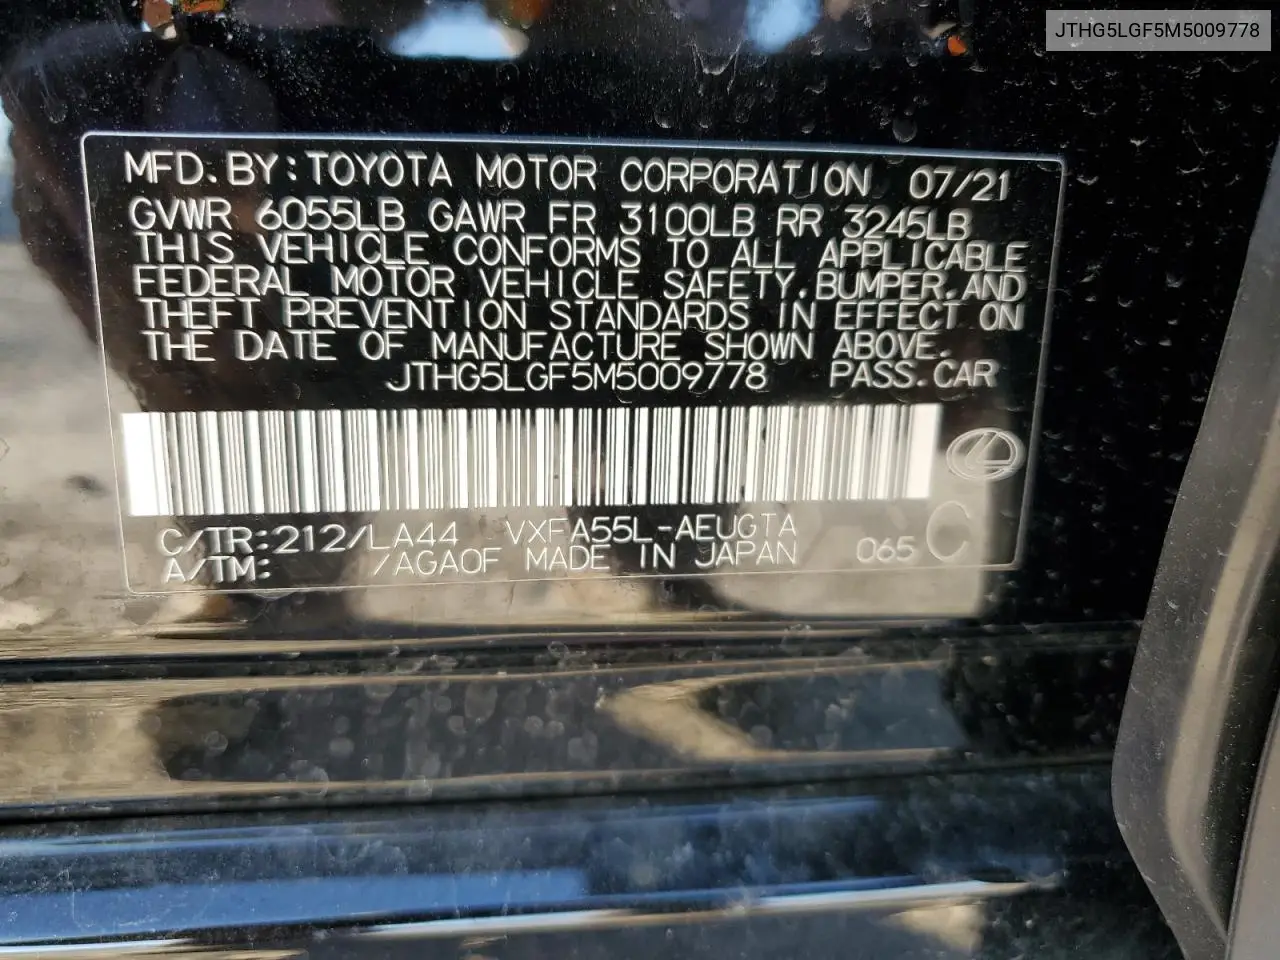 JTHG5LGF5M5009778
MFD. BY: TOYOTA MOTOR CORPORATION 07/21
GVWR 6055LB GAWR FR 3100LB RR 3245LB
THIS VEHICLE CONFORMS TO ALL APPLICABLE
FEDERAL MOTOR VEHICLE SAFETY, BUMPER, AND
THEFT PREVENTION STANDARDS IN EFFECT ON
THE DATE OF MANUFACTURE SHOWN ABOVE.
JTHG5LGF5M5009778 PASS. CAR
C/TR:212/LA44 VXFA55L-AEUGTA
A/TM: /AGA0F MADE IN JAPAN 065 C